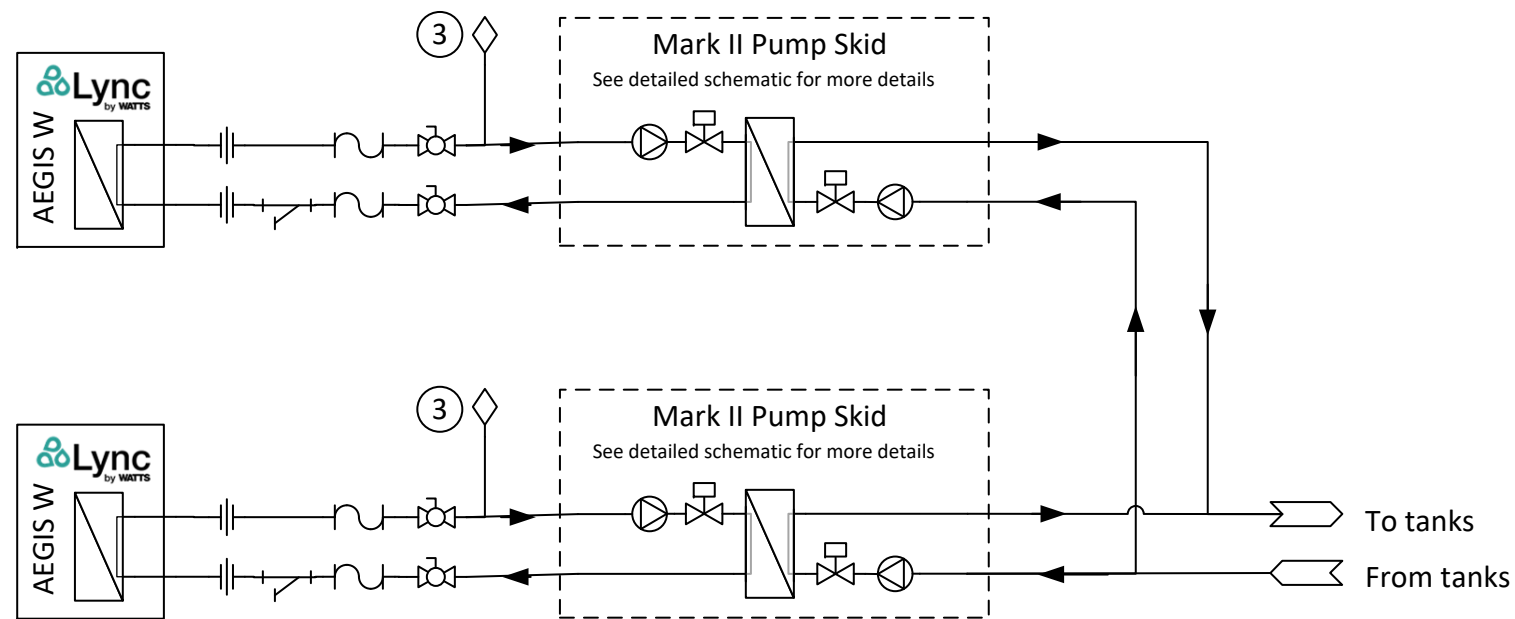 3
Mark II Pump Skid
See detailed schematic for more details
Lync
by WATTS
AEGIS W
3
Mark II Pump Skid
See detailed schematic for more details
Lync
by WATTS
AEGIS W
To tanks
From tanks